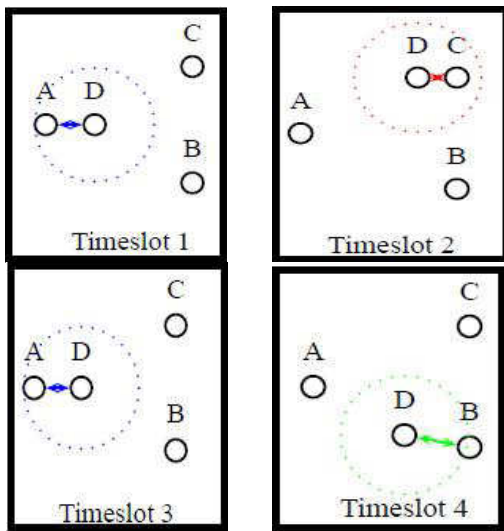 C
A D
B
Timeslot 1
D C
A
B
Timeslot 2
C
A D
B
Timeslot 3
C
A
D B
Timeslot 4